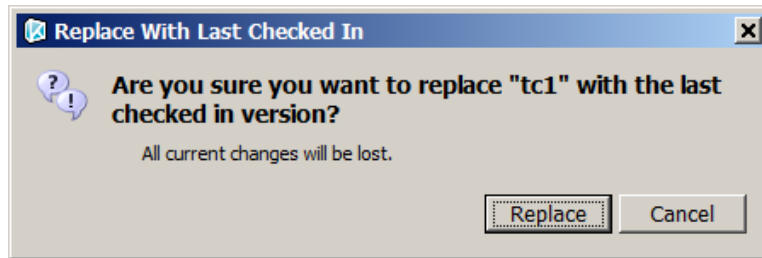 Replace With Last Checked In
Are you sure you want to replace "tc1" with the last
checked in version?
All current changes will be lost.
Replace
Cancel